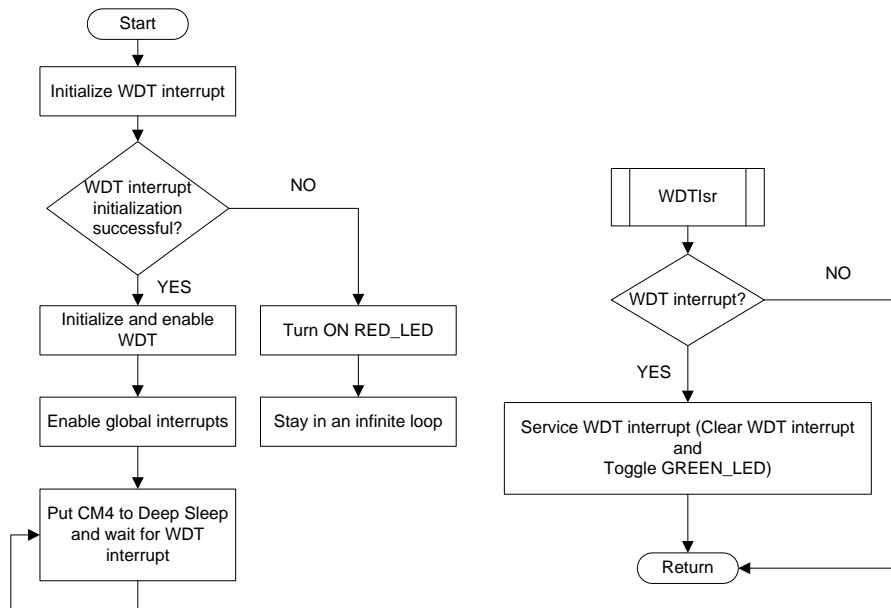 Start
Initialize WDT interrupt
WDT interrupt
initialization
successful?
NO
YES
Initialize and enable
WDT
Turn ON RED_LED
Enable global interrupts
Stay in an infinite loop
Put CM4 to Deep Sleep
and wait for WDT
interrupt
WDTIsr
WDT interrupt?
NO
YES
Service WDT interrupt (Clear WDT interrupt
and
Toggle GREEN_LED)
Return